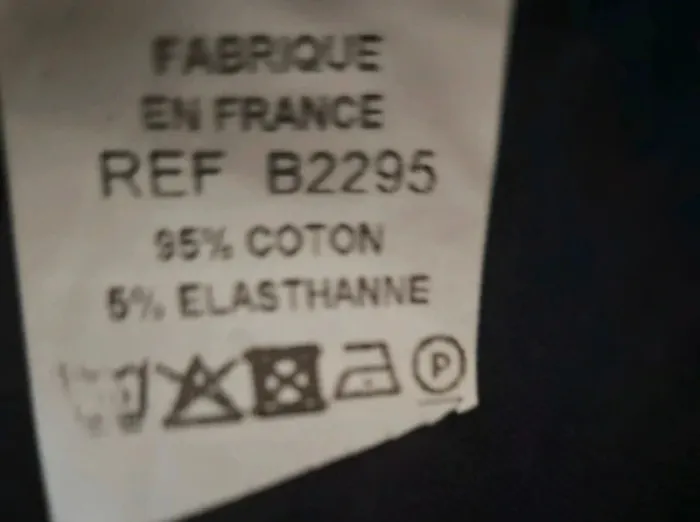 FABRIQUE
EN FRANCE
REF B2295
95% COTON
5% ELASTHANNE
P